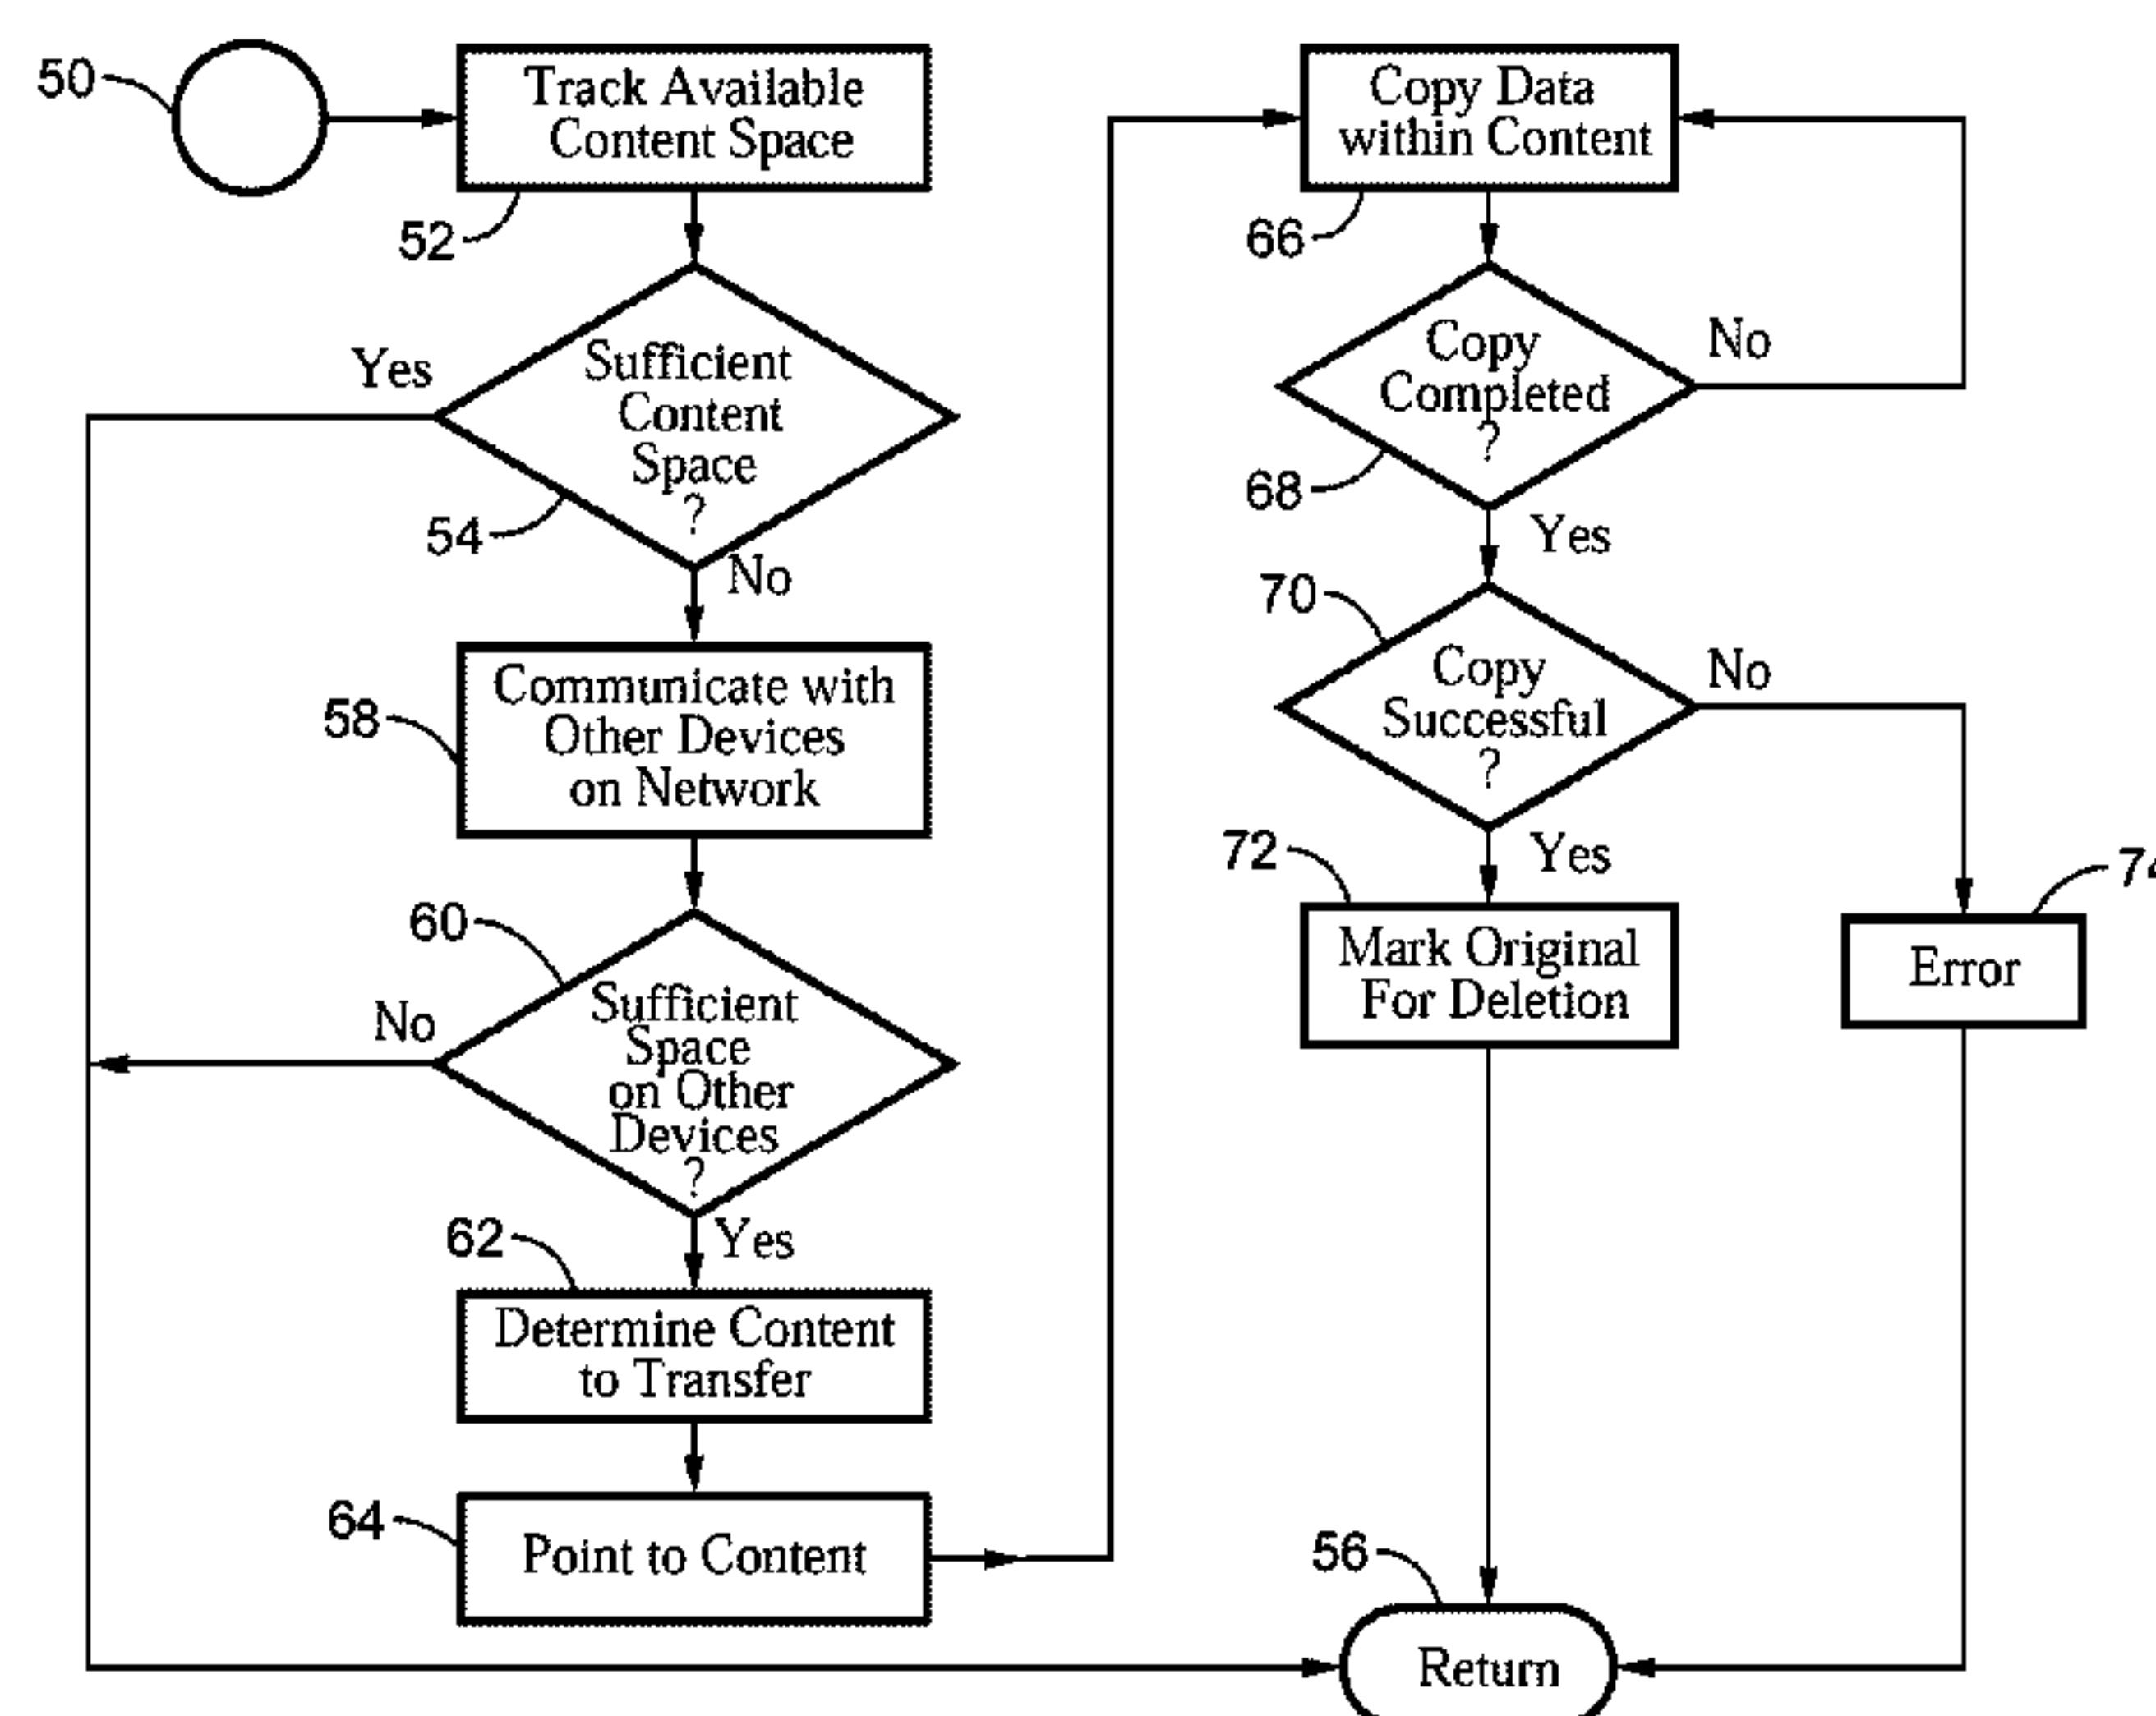 50
Track Available
Content Space
52
Yes
Sufficient
Content
Space
?
54
No
58
Communicate with
Other Devices
on Network
60
No
Sufficient
Space
on Other
Devices
?
62
Yes
Determine Content
to Transfer
64
Point to Content
Copy Data
within Content
66
No
Copy
Completed
?
68
Yes
70
No
Copy
Successful
?
72
Yes
74
Mark Original
For Deletion
Error
56
Return